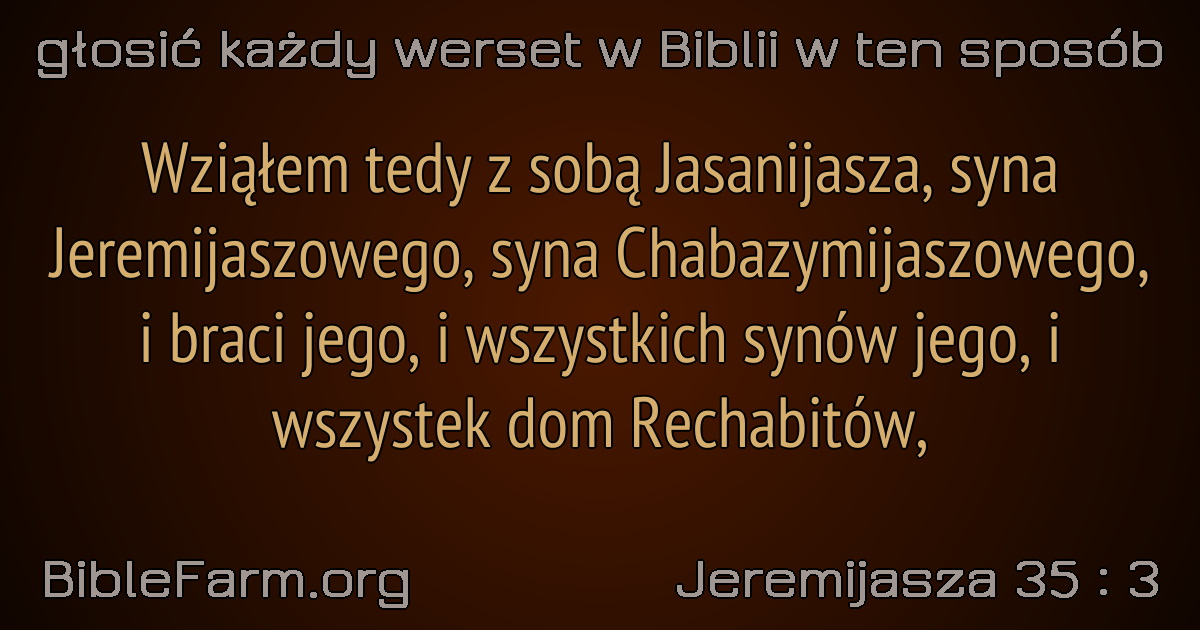 głosić każdy werset w Biblii w ten sposób
Wziąłem tedy z sobą Jasanijasza, syna
Jeremijaszowego, syna Chabazymijaszowego,
i braci jego, i wszystkich synów jego, i
wszystek dom Rechabitów,
BibleFarm.org
Jeremijasza 35 : 3